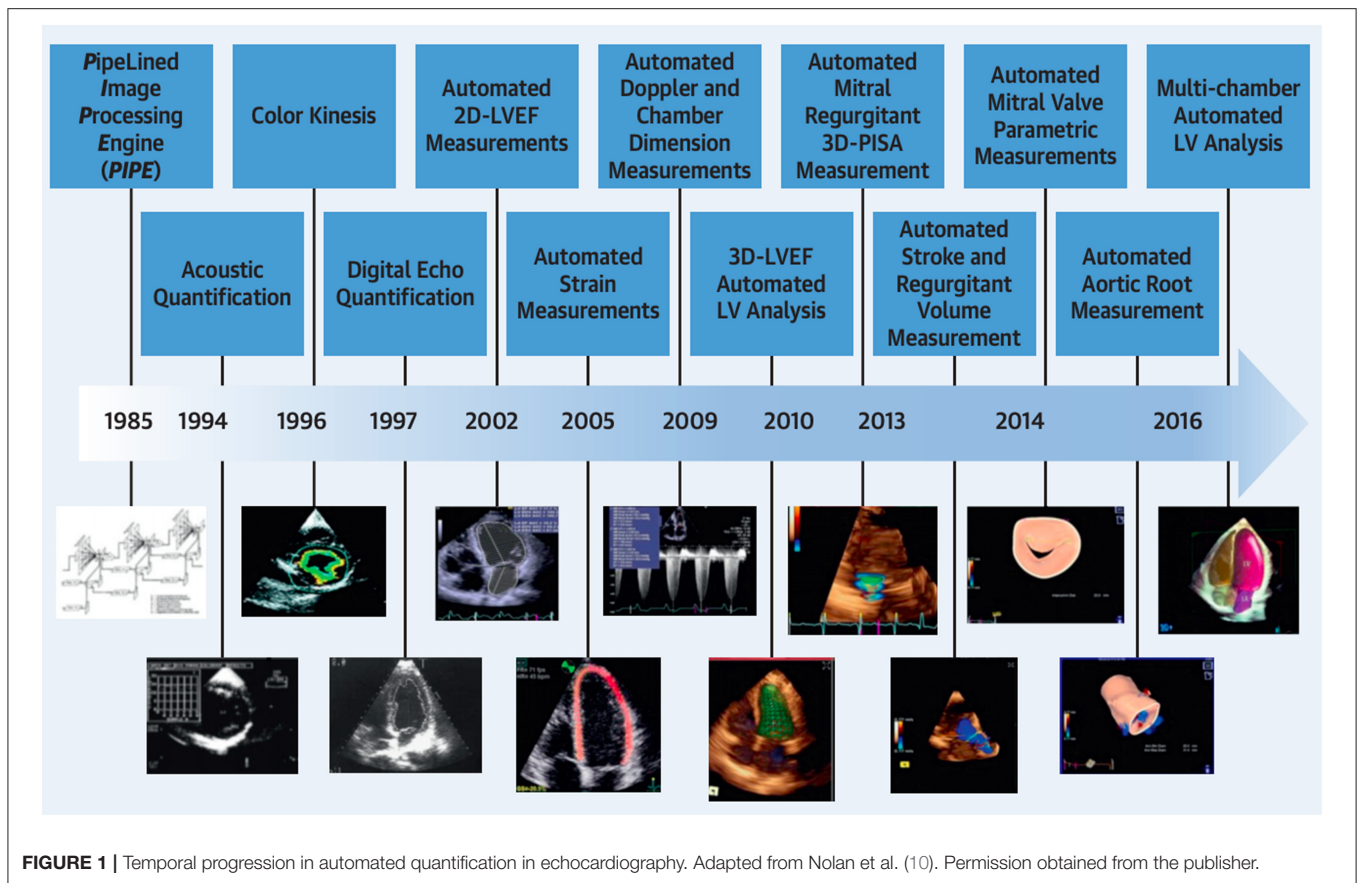 PipeLined
Image
Processing
Engine
(PIPE)
Color Kinesis
Automated
2D-LVEF
Measurements
Automated
Doppler and
Chamber
Dimension
Measurements
Automated
Mitral
Regurgitant
3D-PISA
Measurement
Automated
Mitral Valve
Parametric
Measurements
Multi-chamber
Automated
LV Analysis
Acoustic
Quantification
Digital Echo
Quantification
Automated
Strain
Measurements
3D-LVEF
Automated
LV Analysis
Automated
Stroke and
Regurgitant
Volume
Measurement
Automated
Aortic Root
Measurement
1985 1994 1996 1997 2002 2005 2009 2010 2013 2014 2016
FIGURE 1 | Temporal progression in automated quantification in echocardiography. Adapted from Nolan et al. (10). Permission obtained from the publisher.